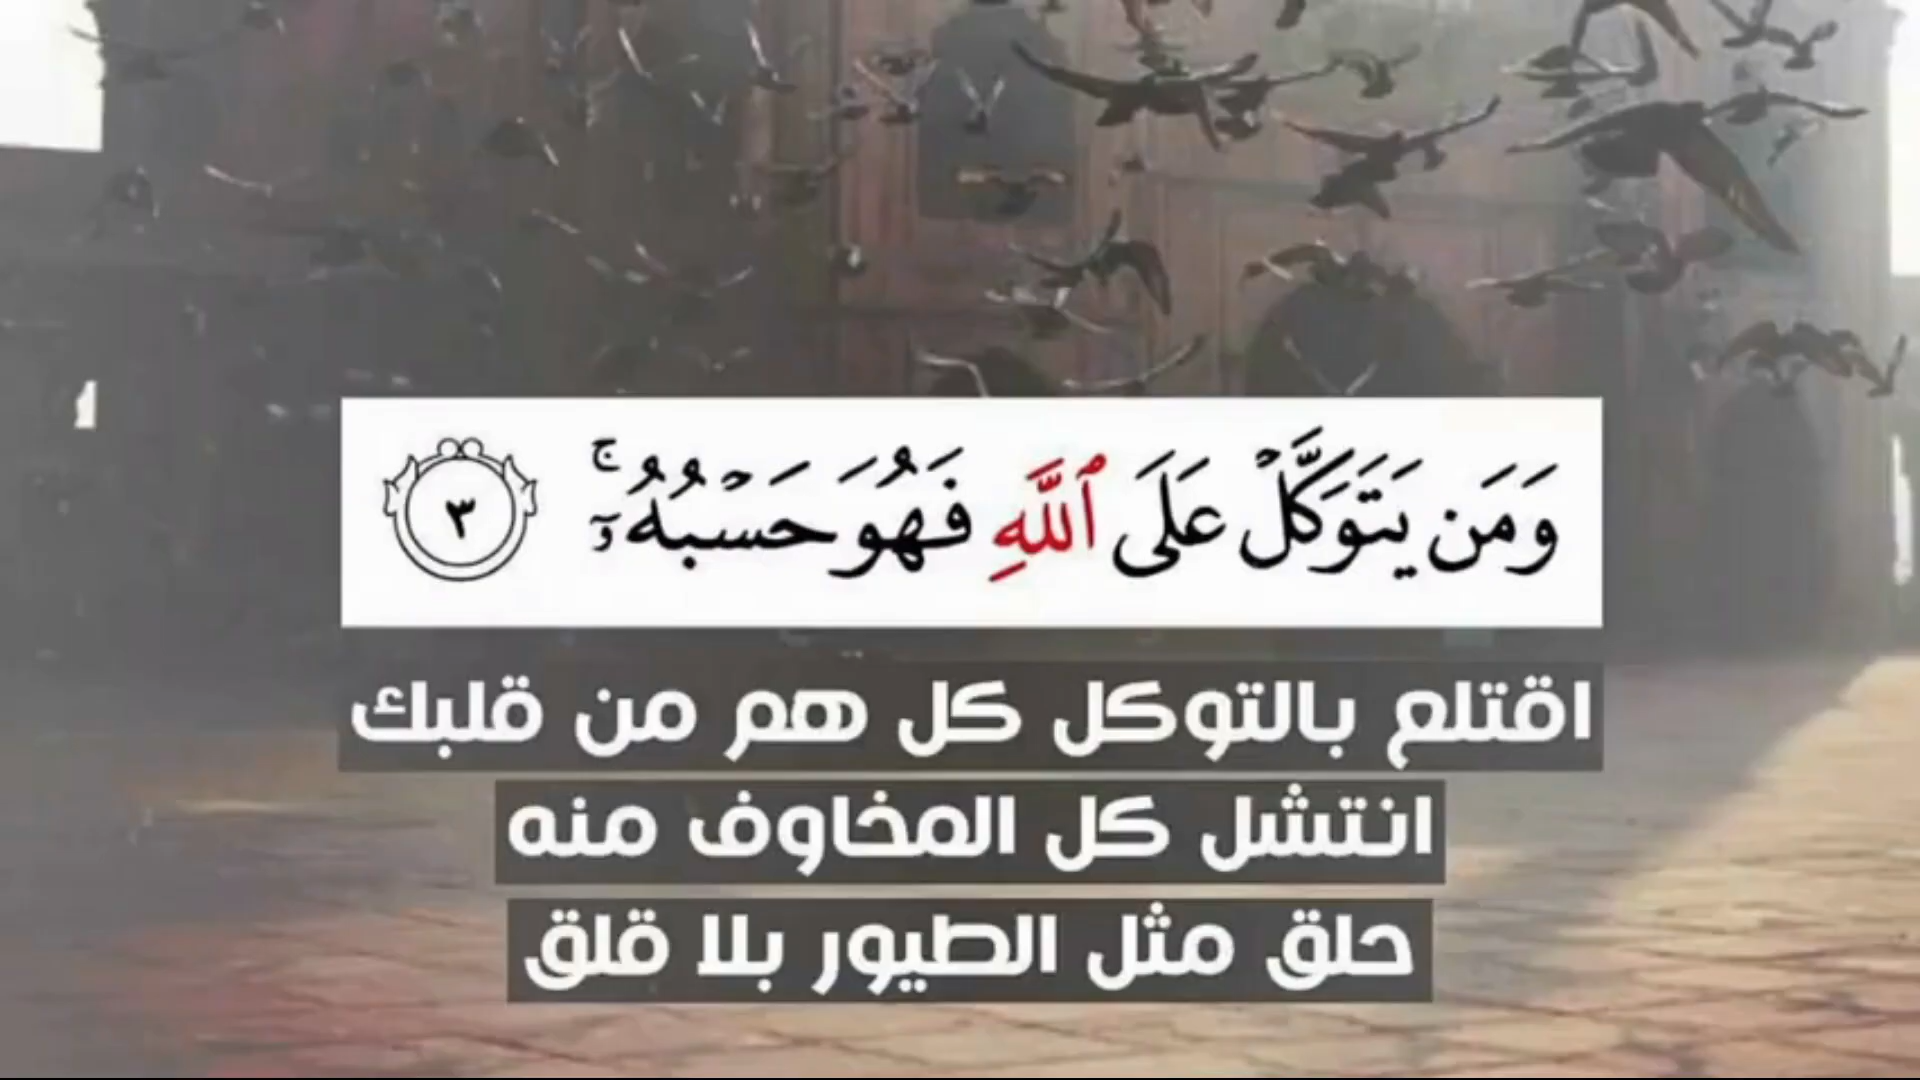 وَمَن يَتَوَكَّلۡ عَلَى ٱللَّهِ فَهُوَ حَسۡبُهُۥٓۚ ٣
اقتلع بالتوكل كل هم من قلبك
انتشل كل المخاوف منه
حلق مثل الطيور بلا قلق